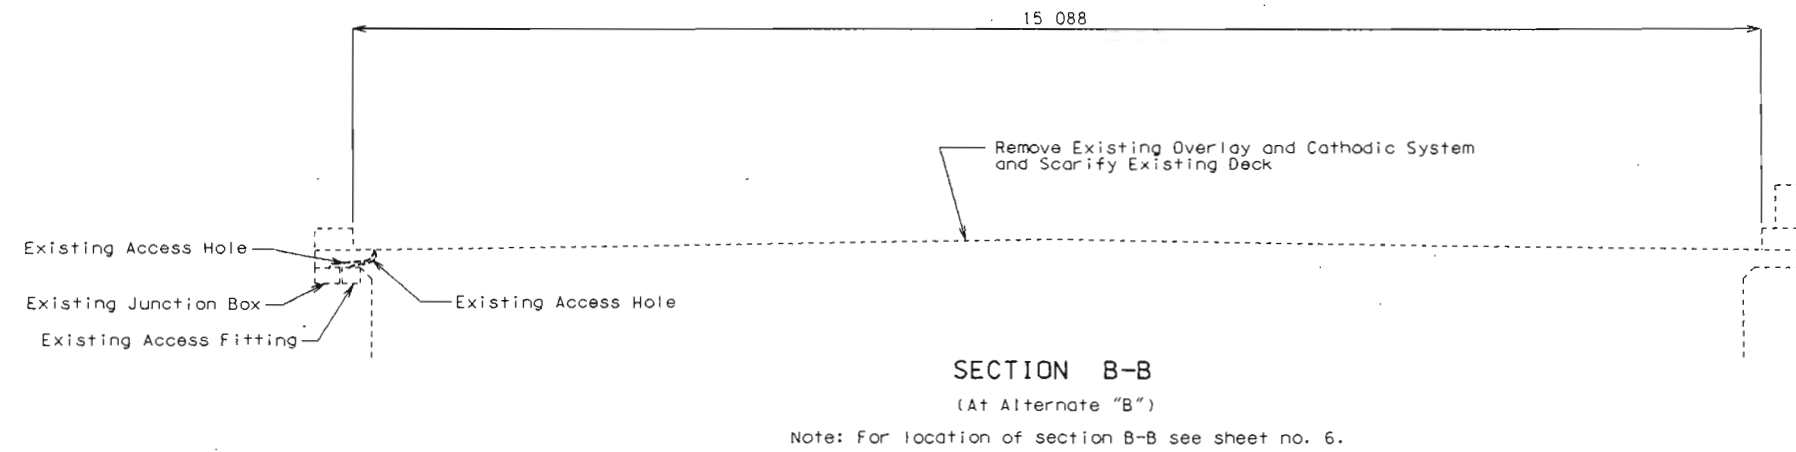 15 088
Remove Existing Overlay and Cathodic System
and Scarify Existing Deck
Existing Access Hole
Existing Junction Box
Existing Access Hole
Existing Access Fitting
SECTION B-B
(At Alternate "B")
Note: For location of section B-B see sheet no. 6.